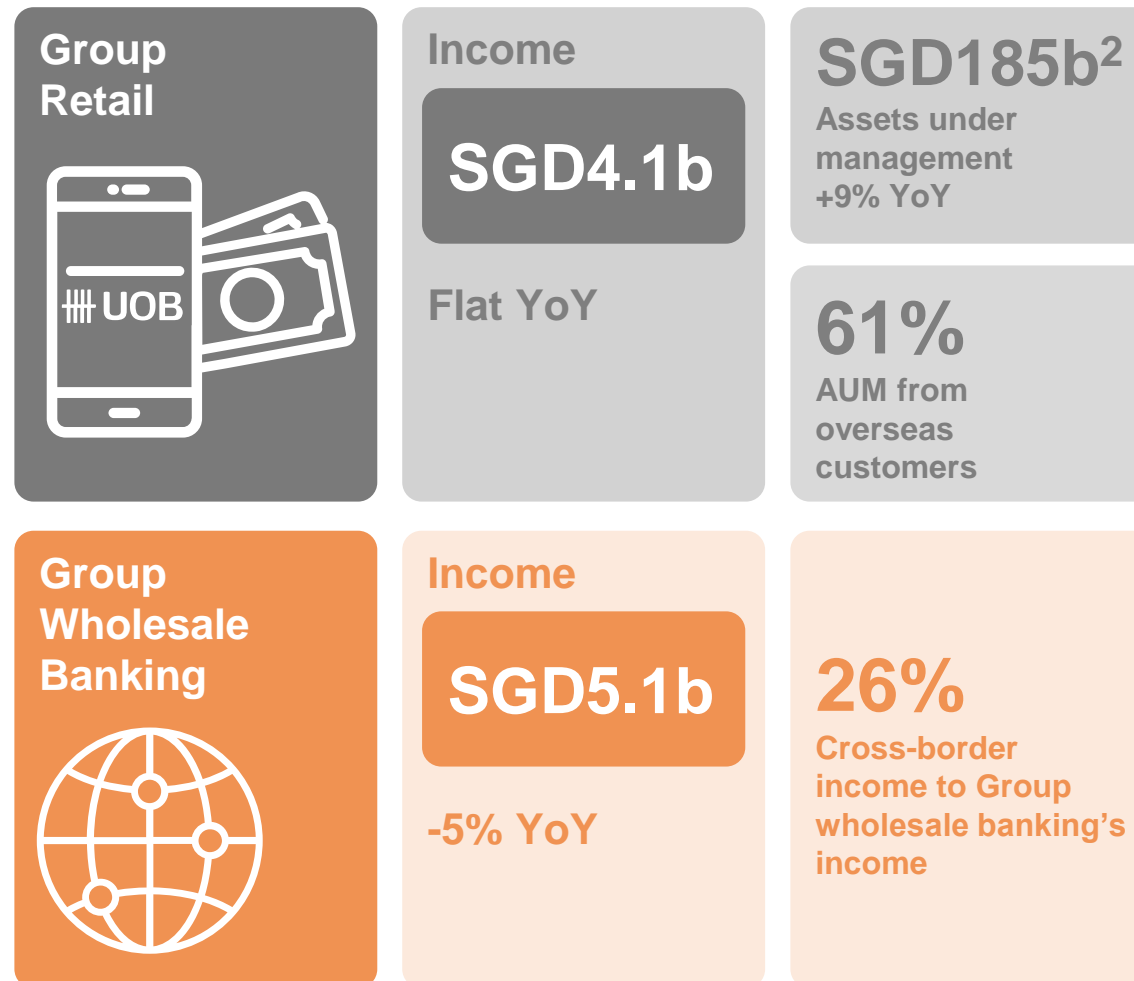 Group
Retail
UOB
Income
SGD4.1b
Flat YoY
SGD185b²
Assets under
management
+9% YoY
61%
AUM from
overseas
customers
Group
Wholesale
Banking
Income
SGD5.1b
-5% YoY
26%
Cross-border
income to Group
wholesale banking's
income